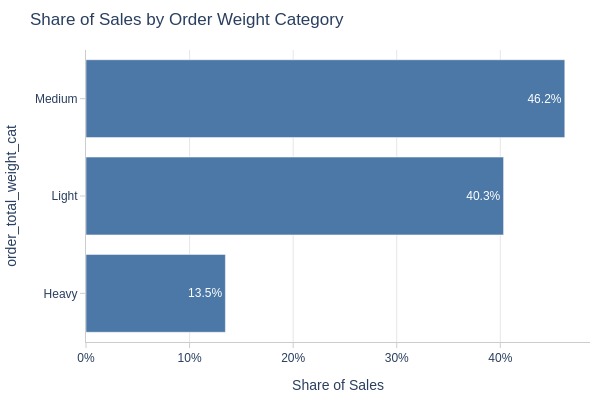 Share of Sales by Order Weight Category
order_total_weight_cat
Medium
46.2%
Light
40.3%
Heavy
13.5%
0%
10%
20%
30%
40%
Share of Sales